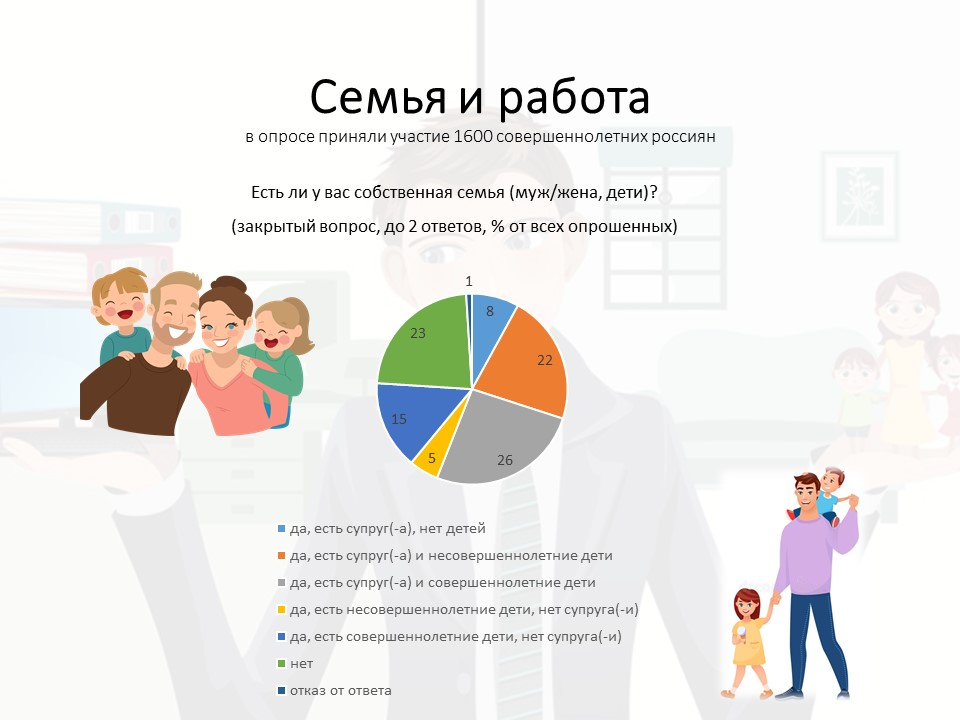 Семья и работа
в опросе приняли участие 1600 совершеннолетних россиян
Есть ли у вас собственная семья (муж/жена, дети)?
(закрытый вопрос, до 2 ответов, % от всех опрошенных)
1
8
23
22
15
5
26
да, есть супруг(-а), нет детей
да, есть супруг(-а) и несовершеннолетние дети
да, есть супруг(-а) и совершеннолетние дети
да, есть несовершеннолетние дети, нет супруга(-и)
да, есть совершеннолетние дети, нет супруга(-и)
нет
отказ от ответа